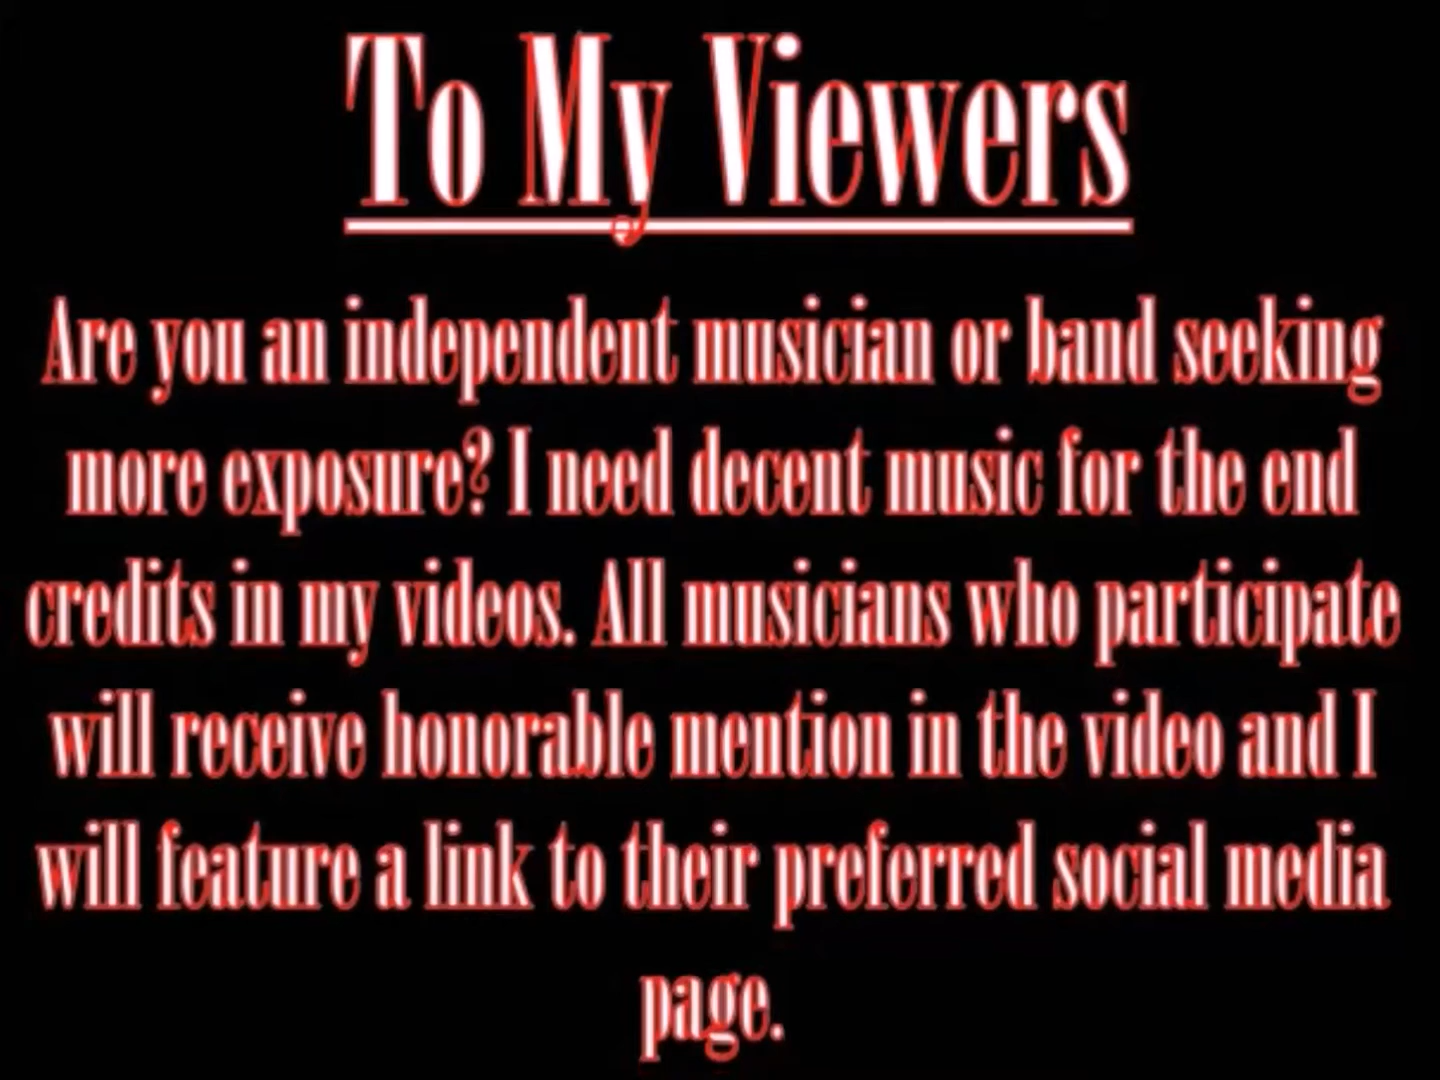 To My Viewers
Are you an independent musician or band seeking
more exposure? I need decent music for the end
credits in my videos. All musicians who participate
will receive honorable mention in the video and I
will feature a link to their preferred social media
page.